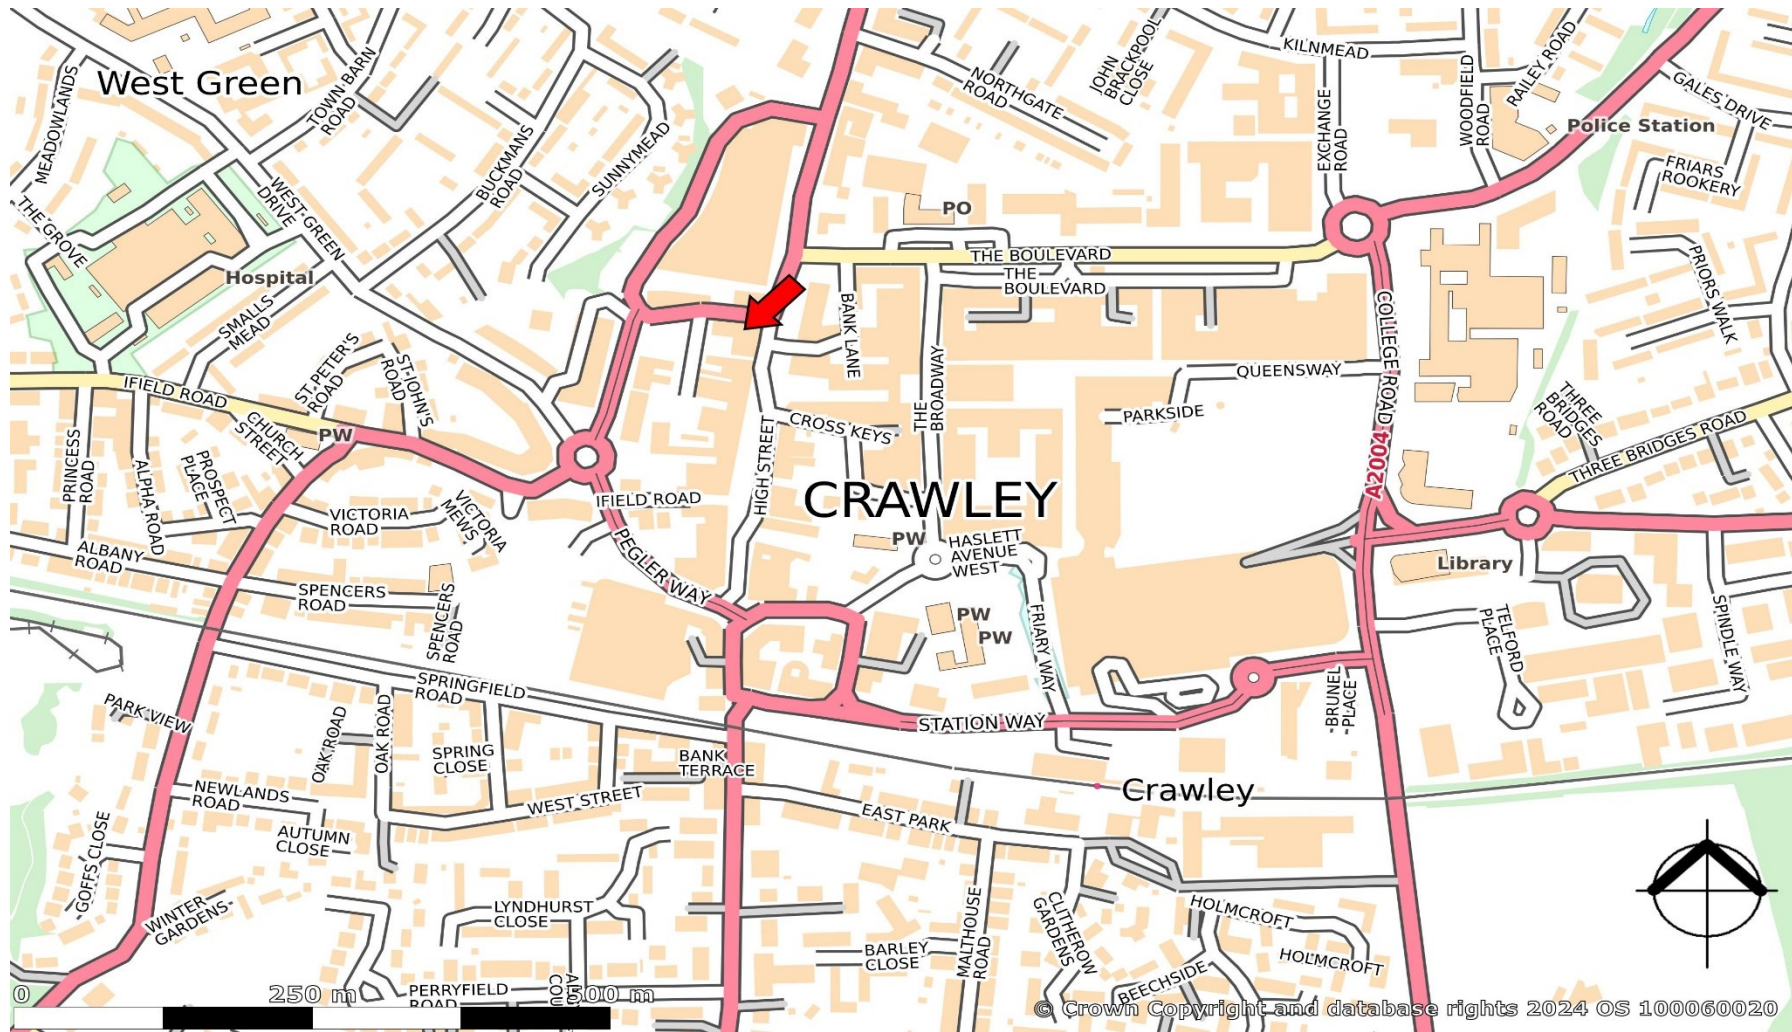 KILNMEAD
West Green
MEADOWLANDS
TOWN BARN
ROAD
BUCKMANS
ROAD
SUNNYMEAD
NORTHGATE
ROAD
JOHN
BRACKPOOL
CLOSE
EXCHANGE
ROAD
WOODFIELD
ROAD
RAILEY ROAD
GALES DRIVE
Police Station
FRIARS
ROOKERY
THE GROVE
WEST GREEN
DRIVE
PO
THE BOULEVARD
THE
BOULEVARD
PRIORS WALK
Hospital
SMALLS
MEAD
BANK LANE
COLLEGE ROAD
ST. PETER'S
ROAD
ST. JOHN'S
ROAD
IFIELD ROAD
THE
BROADWAY
QUEENSWAY
PARKSIDE
THREE
BRIDGES
ROAD
THREE BRIDGES ROAD
CHURCH
STREET
PW
CROSS KEYS
HIGH STREET
A2004
PRINCESS
ROAD
ALPHA ROAD
PROSPECT
PLACE
VICTORIA
ROAD
VICTORIA
MEWS
IFIELD ROAD
CRAWLEY
PEGLER WAY
PW
HASLETT
AVENUE
WEST
Library
ALBANY
ROAD
SPENCERS
ROAD
SPENCERS
ROAD
PW
PW
FRIARY WAY
TELFORD
PLACE
SPINDLE WAY
PARK VIEW
SPRINGFIELD
ROAD
OAK ROAD
OAK ROAD
SPRING
CLOSE
BANK
TERRACE
STATION WAY
BRUNEL
PLACE
Crawley
NEWLANDS
ROAD
WEST STREET
EAST PARK
AUTUMN
CLOSE
GOFFS CLOSE
WINTER
GARDENS
LYNDHURST
CLOSE
BARLEY
CLOSE
MALTHOUSE
ROAD
CLITHEROW
GARDENS
HOLMCROFT
HOLMCROFT
BEECHSIDE
PERRYFIELD
ROAD
0
250 m
500 m
© Crown Copyright and database rights 2024 OS 100060020